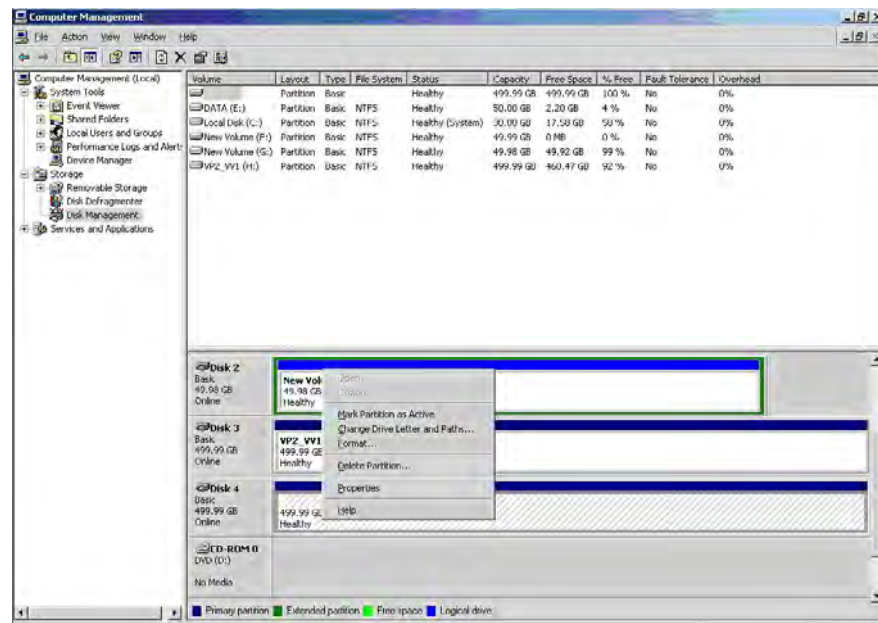 Computer Management
File Action View Window Help
Computer Management (Local)
System Tools
Event Viewer
Shared Folders
Local Users and Groups
Performance Logs and Alerts
Device Manager
Storage
Removable Storage
Disk Defragmenter
Disk Management
Services and Applications
Volume Layout Type File System Status Capacity Free Space % Free Fault Tolerance Overhead
Partition Basic Healthy 499.99 GB 499.99 GB 100 % No 0%
DATA (E:) Partition Basic NTFS Healthy 50.00 GB 2.20 GB 4 % No 0%
Local Disk (C:) Partition Basic NTFS Healthy (System) 30.00 GB 17.58 GB 58 % No 0%
New Volume (F:) Partition Basic NTFS Healthy 49.99 GB 0 MB 0 % No 0%
New Volume (G:) Partition Basic NTFS Healthy 49.98 GB 49.92 GB 99 % No 0%
VP2_VV1 (H:) Partition Basic NTFS Healthy 499.99 GB 460.47 GB 92 % No 0%
Disk 2
Basic
49.98 GB
Online
New Vol
49.98 GB
Healthy
Open
Explore
Mark Partition as Active
Change Drive Letter and Paths...
Format...
Delete Partition...
Properties
Help
Disk 3
Basic
499.99 GB
Online
VP2_VV1
499.99 GB
Healthy
Disk 4
Basic
499.99 GB
Online
499.99 GB
Healthy
CD-ROM 0
DVD (D:)
No Media
Primary partition Extended partition Free space Logical drive